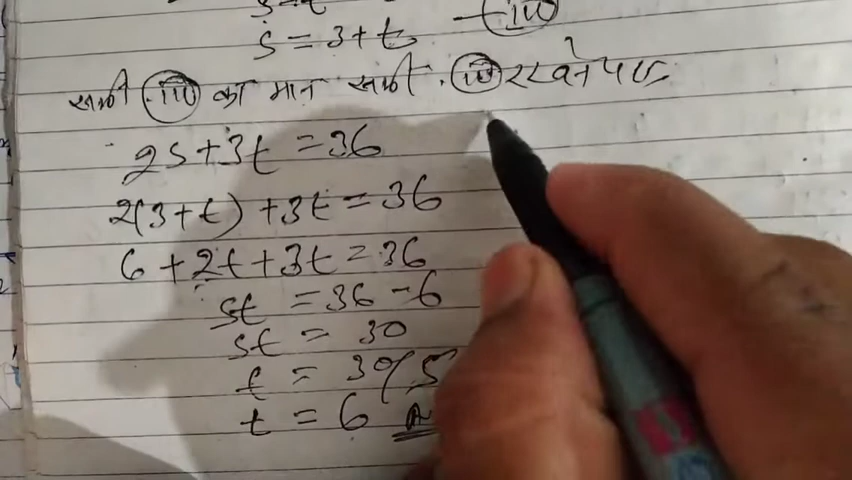 s = 3 + t - (iii)
समी. (iii) का मान समी. (iv) रखने पर
2s + 3t = 36
2(3 + t) + 3t = 36
6 + 2t + 3t = 36
5t = 36 - 6
5t = 30
t = 30/5
t = 6